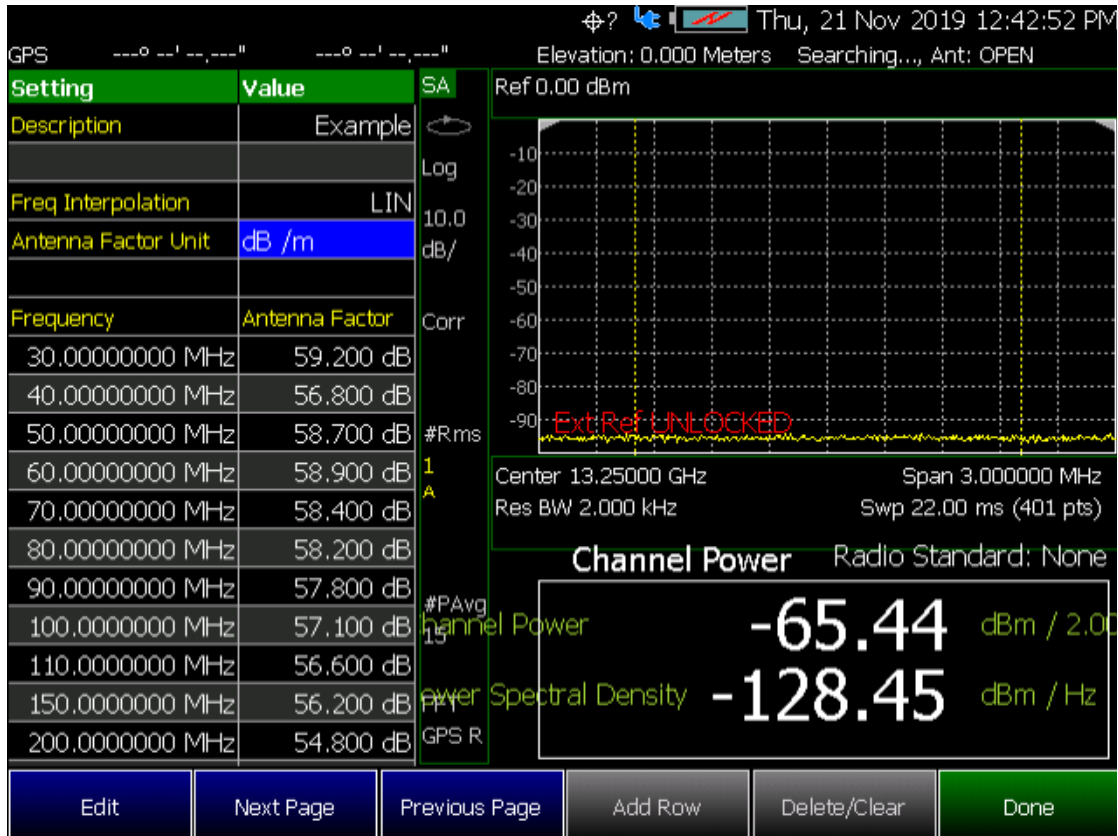 ? Thu, 21 Nov 2019 12:42:52 PM
GPS ---° --' --.---" ---° --' --.---" Elevation: 0.000 Meters Searching..., Ant: OPEN
Setting Value
Description Example
Freq Interpolation LIN
Antenna Factor Unit dB /m
Frequency Antenna Factor
30.00000000 MHz 59.200 dB
40.00000000 MHz 56.800 dB
50.00000000 MHz 58.700 dB
60.00000000 MHz 58.900 dB
70.00000000 MHz 58.400 dB
80.00000000 MHz 58.200 dB
90.00000000 MHz 57.800 dB
100.0000000 MHz 57.100 dB
110.0000000 MHz 56.600 dB
150.0000000 MHz 56.200 dB
200.0000000 MHz 54.800 dB
SA
Log
10.0
dB/
Corr
#Rms
1
A
#PAvg
15
GPS R
Ref 0.00 dBm
-10
-20
-30
-40
-50
-60
-70
-80
-90
Ext Ref UNLOCKED
Center 13.25000 GHz Span 3.000000 MHz
Res BW 2.000 kHz Swp 22.00 ms (401 pts)
Channel Power Radio Standard: None
hannel Power -65.44 dBm / 2.00
ower Spectral Density -128.45 dBm / Hz
Edit Next Page Previous Page Add Row Delete/Clear Done